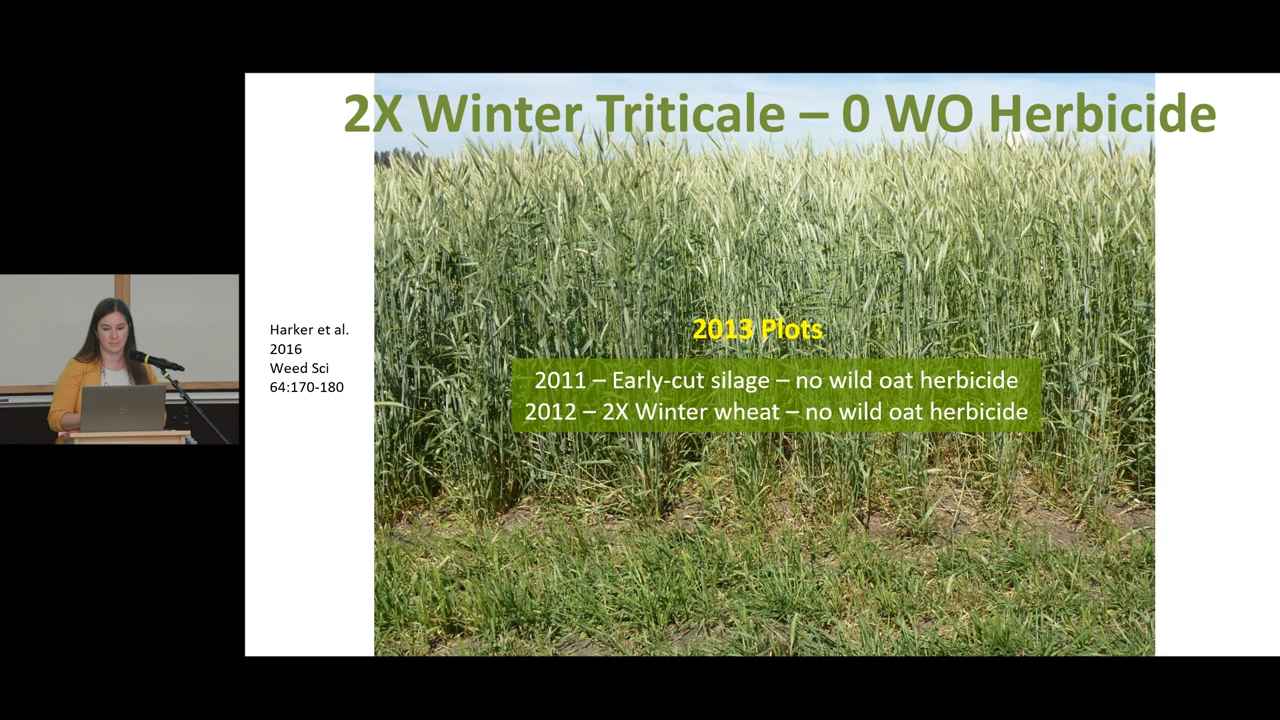 2X Winter Triticale – 0 WO Herbicide
Harker et al.
2016
Weed Sci
64:170-180
2013 Plots
2011 – Early-cut silage – no wild oat herbicide
2012 – 2X Winter wheat – no wild oat herbicide